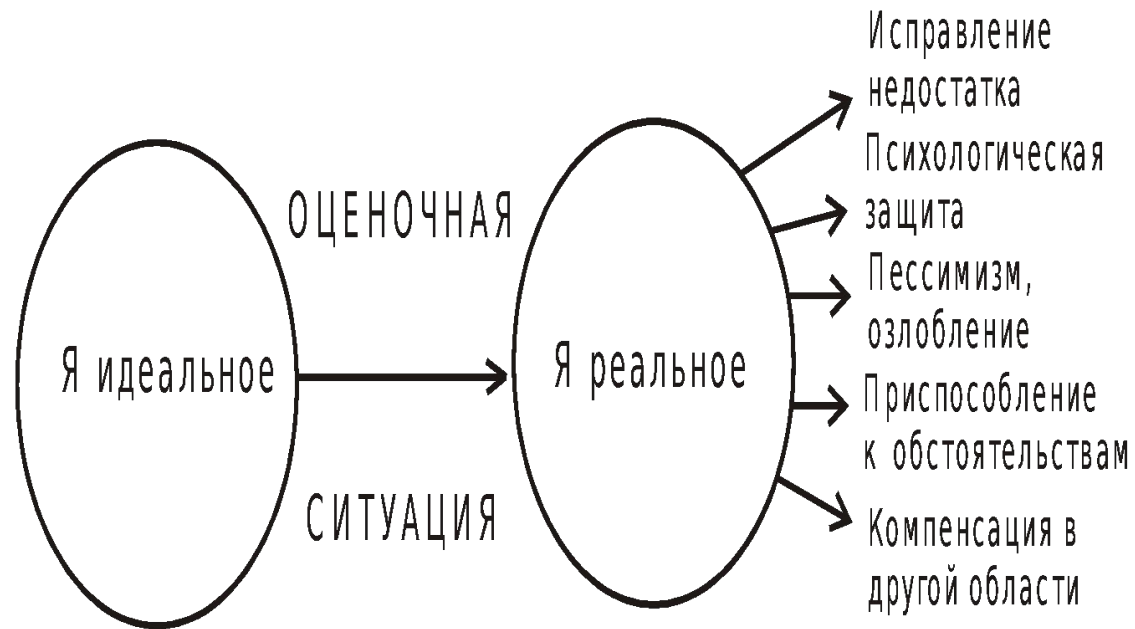 Я идеальное
ОЦЕНОЧНАЯ
СИТУАЦИЯ
Я реальное
Исправление
недостатка
Психологическая
защита
Пессимизм,
озлобление
Приспособление
к обстоятельствам
Компенсация в
другой области